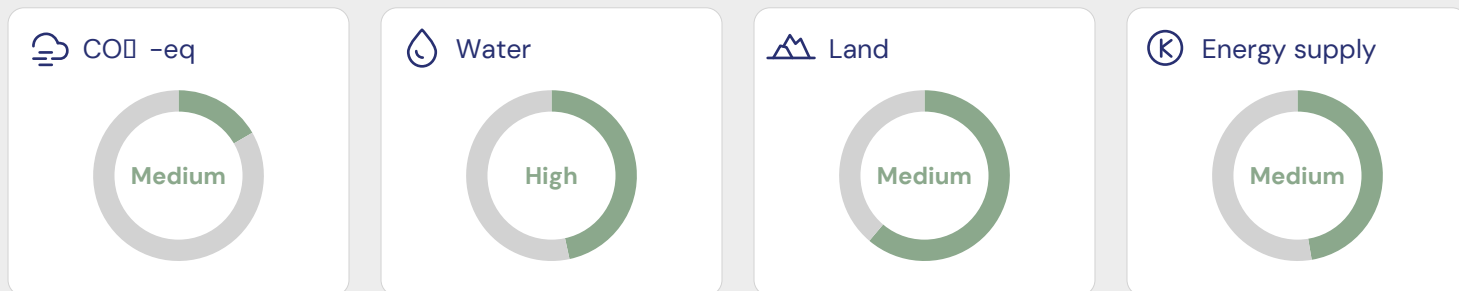 CO▯ -eq
Water
Land
Energy supply
Medium
High
Medium
Medium